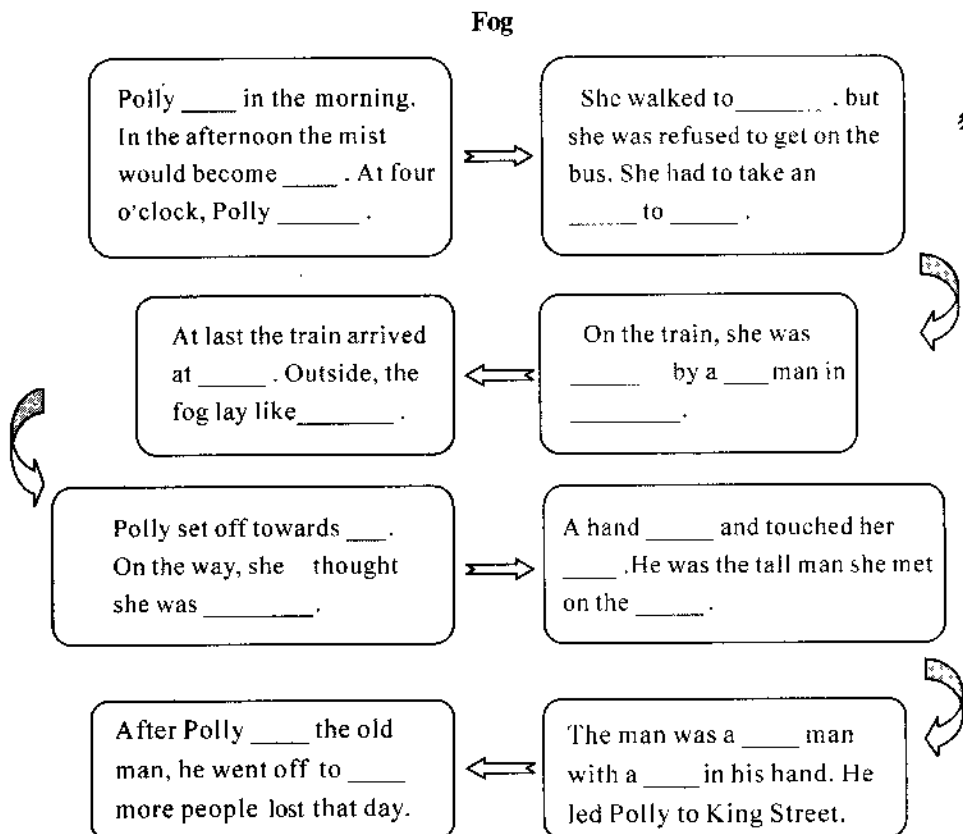 Fog
Polly ____ in the morning.
In the afternoon the mist
would become ____ . At four
o'clock, Polly ______ .
She walked to _______ . but
she was refused to get on the
bus. She had to take an
_____ to _____ .
On the train, she was
_____ by a ___ man in
________.
At last the train arrived
at _____ . Outside, the
fog lay like_______ .
Polly set off towards ___.
On the way, she thought
she was ________.
A hand _____ and touched her
____ .He was the tall man she met
on the _____ .
The man was a ____ man
with a ____ in his hand. He
led Polly to King Street.
After Polly ____ the old
man, he went off to ____
more people lost that day.